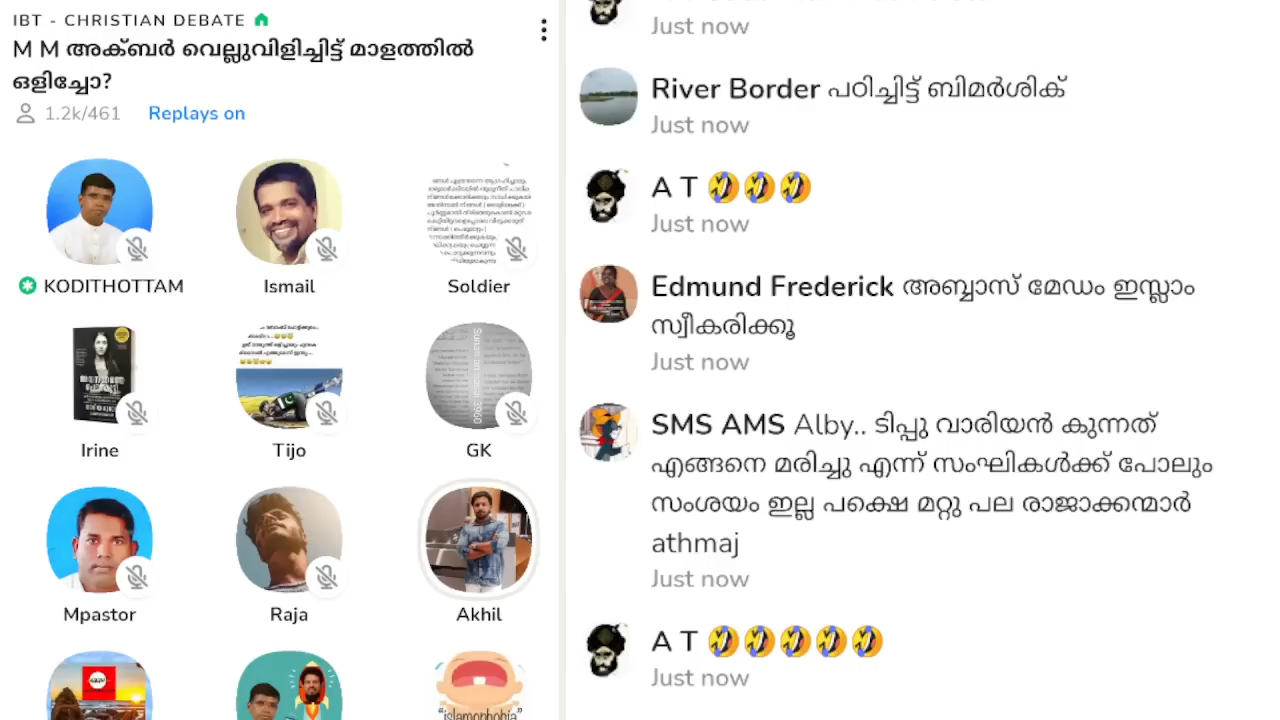 IBT - CHRISTIAN DEBATE
M M അക്ബർ വെല്ലുവിളിച്ചിട്ട് മാളത്തിൽ
ഒളിച്ചോ?
1.2k/461 Replays on
KODITHOTTAM
Ismail
Soldier
Irine
Tijo
GK
Mpastor
Raja
Akhil
"islamophobia"
Just now
River Border പഠിച്ചിട്ട് ബിമർശിക്
Just now
A T 🤣🤣🤣
Just now
Edmund Frederick അബ്ബാസ് മേഡം ഇസ്ലാം
സ്വീകരിക്കൂ
Just now
SMS AMS Alby.. ടിപ്പു വാരിയൻ കുന്നത്
എങ്ങനെ മരിച്ചു എന്ന് സംഘികൾക്ക് പോലും
സംശയം ഇല്ല പക്ഷെ മറ്റു പല രാജാക്കന്മാർ
athmaj
Just now
A T 🤣🤣🤣🤣🤣
Just now